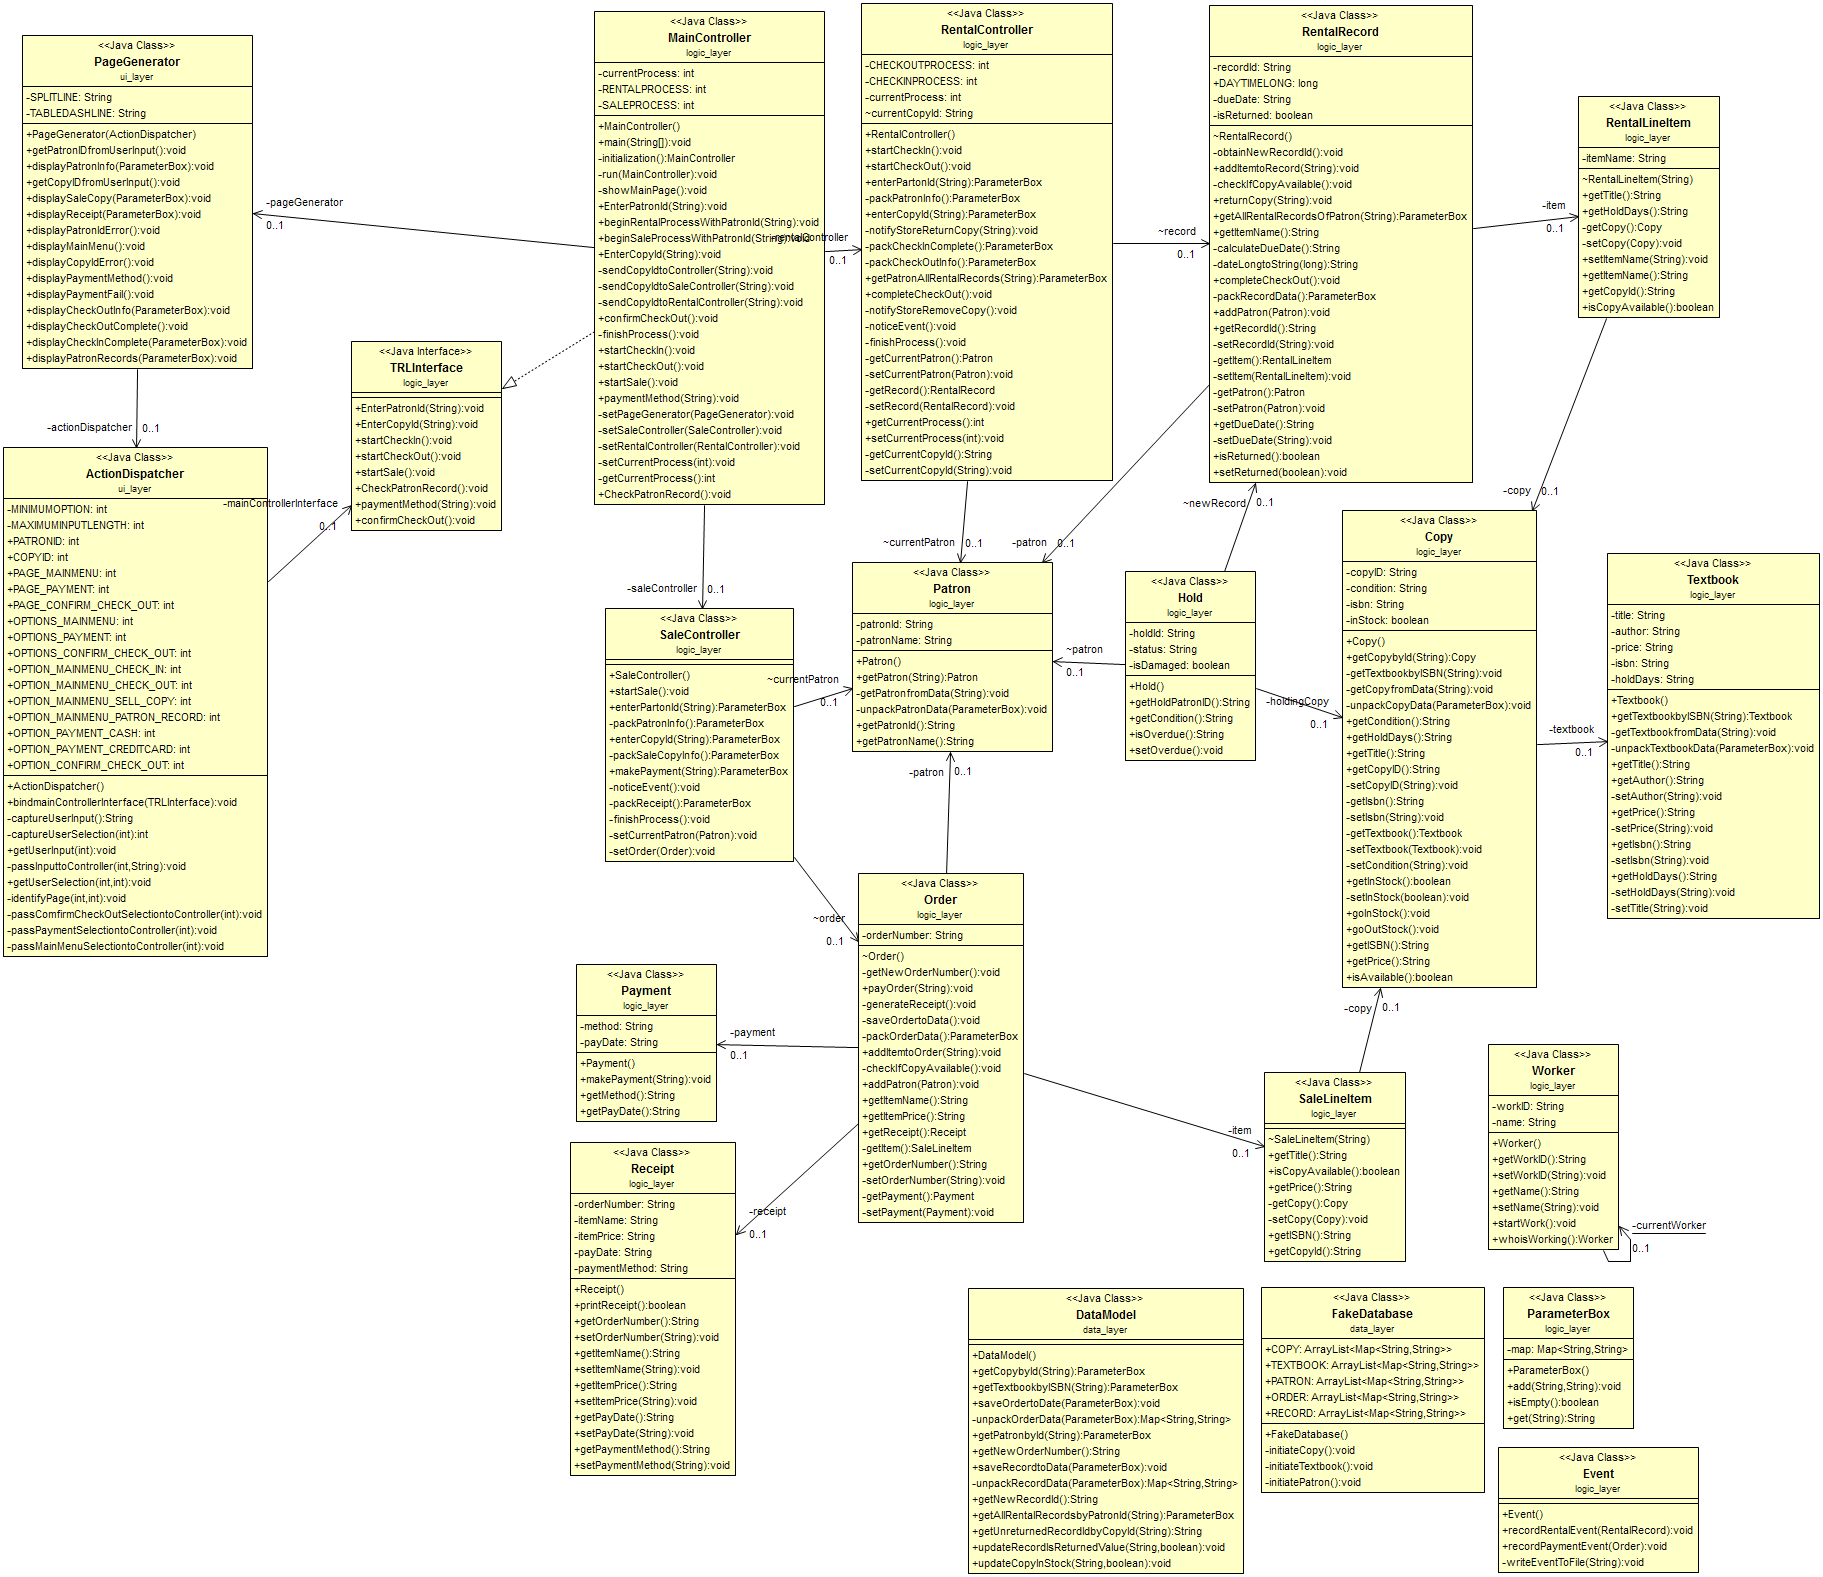 <<Java Class>>
PageGenerator
ui_layer
-SPLITLINE: String
-TABLEDASHLINE: String
+PageGenerator(ActionDispatcher)
+getPatronIDfromUserInput():void
+displayPatronInfo(ParameterBox):void
+getCopyIDfromUserInput():void
+displaySaleCopy(ParameterBox):void
+displayReceipt(ParameterBox):void
+displayPatronIdError():void
+displayMainMenu():void
+displayCopyIdError():void
+displayPaymentMethod():void
+displayPaymentFail():void
+displayCheckOutInfo(ParameterBox):void
+displayCheckOutComplete():void
+displayCheckInComplete(ParameterBox):void
+displayPatronRecords(ParameterBox):void
-pageGenerator
0..1
-actionDispatcher
0..1
<<Java Class>>
ActionDispatcher
ui_layer
-MINIMUMOPTION: int
-MAXIMUMINPUTLENGTH: int
+PATRONID: int
+COPYID: int
+PAGE_MAINMENU: int
+PAGE_PAYMENT: int
+PAGE_CONFIRM_CHECK_OUT: int
+OPTIONS_MAINMENU: int
+OPTIONS_PAYMENT: int
+OPTIONS_CONFIRM_CHECK_OUT: int
+OPTION_MAINMENU_CHECK_IN: int
+OPTION_MAINMENU_CHECK_OUT: int
+OPTION_MAINMENU_SELL_COPY: int
+OPTION_MAINMENU_PATRON_RECORD: int
+OPTION_PAYMENT_CASH: int
+OPTION_PAYMENT_CREDITCARD: int
+OPTION_CONFIRM_CHECK_OUT: int
+ActionDispatcher()
+bindmainControllerInterface(TRLInterface):void
-captureUserInput():String
-captureUserSelection(int):int
+getUserInput(int):void
-passInputtoController(int,String):void
+getUserSelection(int,int):void
-identifyPage(int,int):void
-passComfirmCheckOutSelectiontoController(int):void
-passPaymentSelectiontoController(int):void
-passMainMenuSelectiontoController(int):void
-mainControllerInterface
0..1
<<Java Interface>>
TRLInterface
logic_layer
+EnterPatronId(String):void
+EnterCopyId(String):void
+startCheckIn():void
+startCheckOut():void
+startSale():void
+CheckPatronRecord():void
+paymentMethod(String):void
+confirmCheckOut():void
<<Java Class>>
MainController
logic_layer
-currentProcess: int
-RENTALPROCESS: int
-SALEPROCESS: int
+MainController()
+main(String[]):void
-initialization():MainController
-run(MainController):void
-showMainPage():void
+EnterPatronId(String):void
+beginRentalProcessWithPatronId(String):void
+beginSaleProcessWithPatronId(String):void
+EnterCopyId(String):void
-sendCopyIdtoController(String):void
-sendCopyIdtoSaleController(String):void
-sendCopyIdtoRentalController(String):void
+confirmCheckOut():void
-finishProcess():void
+startCheckIn():void
+startCheckOut():void
+startSale():void
+paymentMethod(String):void
-setPageGenerator(PageGenerator):void
-setSaleController(SaleController):void
-setRentalController(RentalController):void
-setCurrentProcess(int):void
-getCurrentProcess():int
+CheckPatronRecord():void
-rentalController
0..1
-saleController
0..1
<<Java Class>>
RentalController
logic_layer
-CHECKOUTPROCESS: int
-CHECKINPROCESS: int
-currentProcess: int
~currentCopyId: String
+RentalController()
+startCheckIn():void
+startCheckOut():void
+enterPartonId(String):ParameterBox
-packPatronInfo():ParameterBox
+enterCopyId(String):ParameterBox
-notifyStoreReturnCopy(String):void
-packCheckInComplete():ParameterBox
-packCheckOutInfo():ParameterBox
+getPatronAllRentalRecords(String):ParameterBox
+completeCheckOut():void
-notifyStoreRemoveCopy():void
-noticeEvent():void
-finishProcess():void
-getCurrentPatron():Patron
-setCurrentPatron(Patron):void
-getRecord():RentalRecord
-setRecord(RentalRecord):void
+getCurrentProcess():int
+setCurrentProcess(int):void
-getCurrentCopyId():String
-setCurrentCopyId(String):void
~record
0..1
~currentPatron
0..1
<<Java Class>>
RentalRecord
logic_layer
-recordId: String
+DAYTIMELONG: long
-dueDate: String
-isReturned: boolean
~RentalRecord()
-obtainNewRecordId():void
+addItemtoRecord(String):void
-checkIfCopyAvailable():void
+returnCopy(String):void
+getAllRentalRecordsOfPatron(String):ParameterBox
+getItemName():String
-calculateDueDate():String
-dateLongtoString(long):String
+completeCheckOut():void
-packRecordData():ParameterBox
+addPatron(Patron):void
+getRecordId():String
-setRecordId(String):void
-getItem():RentalLineItem
-setItem(RentalLineItem):void
-getPatron():Patron
-setPatron(Patron):void
+getDueDate():String
-setDueDate(String):void
+isReturned():boolean
+setReturned(boolean):void
-item
0..1
-patron
0..1
<<Java Class>>
RentalLineItem
logic_layer
-itemName: String
~RentalLineItem(String)
+getTitle():String
+getHoldDays():String
-getCopy():Copy
-setCopy(Copy):void
+setItemName(String):void
+getItemName():String
+getCopyId():String
+isCopyAvailable():boolean
-copy
0..1
<<Java Class>>
SaleController
logic_layer
+SaleController()
+startSale():void
+enterPartonId(String):ParameterBox
-packPatronInfo():ParameterBox
+enterCopyId(String):ParameterBox
-packSaleCopyInfo():ParameterBox
+makePayment(String):ParameterBox
-noticeEvent():void
-packReceipt():ParameterBox
-finishProcess():void
-setCurrentPatron(Patron):void
-setOrder(Order):void
~currentPatron
0..1
~order
0..1
<<Java Class>>
Patron
logic_layer
-patronId: String
-patronName: String
+Patron()
+getPatron(String):Patron
-getPatronfromData(String):void
-unpackPatronData(ParameterBox):void
+getPatronId():String
+getPatronName():String
-patron
0..1
<<Java Class>>
Hold
logic_layer
-holdId: String
-status: String
-isDamaged: boolean
+Hold()
+getHoldPatronID():String
+getCondition():String
+isOverdue():String
+setOverdue():void
~newRecord
0..1
~patron
0..1
-holdingCopy
0..1
<<Java Class>>
Copy
logic_layer
-copyID: String
-condition: String
-isbn: String
-inStock: boolean
+Copy()
+getCopybyId(String):Copy
-getTextbookbyISBN(String):void
-getCopyfromData(String):void
-unpackCopyData(ParameterBox):void
+getCondition():String
+getHoldDays():String
+getTitle():String
+getCopyID():String
-setCopyID(String):void
-getIsbn():String
-setIsbn(String):void
-getTextbook():Textbook
-setTextbook(Textbook):void
-setCondition(String):void
+getInStock():boolean
-setInStock(boolean):void
+goInStock():void
+goOutStock():void
+getISBN():String
+getPrice():String
+isAvailable():boolean
-textbook
0..1
<<Java Class>>
Textbook
logic_layer
-title: String
-author: String
-price: String
-isbn: String
-holdDays: String
+Textbook()
+getTextbookbyISBN(String):Textbook
-getTextbookfromData(String):void
-unpackTextbookData(ParameterBox):void
+getTitle():String
+getAuthor():String
-setAuthor(String):void
+getPrice():String
-setPrice(String):void
+getIsbn():String
-setIsbn(String):void
+getHoldDays():String
-setHoldDays(String):void
-setTitle(String):void
<<Java Class>>
Order
logic_layer
-orderNumber: String
~Order()
-getNewOrderNumber():void
+payOrder(String):void
-generateReceipt():void
-saveOrdertoData():void
-packOrderData():ParameterBox
+addItemtoOrder(String):void
-checkIfCopyAvailable():void
+addPatron(Patron):void
+getItemName():String
+getItemPrice():String
+getReceipt():Receipt
-getItem():SaleLineItem
+getOrderNumber():String
-setOrderNumber(String):void
-getPayment():Payment
-setPayment(Payment):void
-payment
0..1
-receipt
0..1
-item
0..1
<<Java Class>>
Payment
logic_layer
-method: String
-payDate: String
+Payment()
+makePayment(String):void
+getMethod():String
+getPayDate():String
<<Java Class>>
Receipt
logic_layer
-orderNumber: String
-itemName: String
-itemPrice: String
-payDate: String
-paymentMethod: String
+Receipt()
+printReceipt():boolean
+getOrderNumber():String
+setOrderNumber(String):void
+getItemName():String
+setItemName(String):void
+getItemPrice():String
+setItemPrice(String):void
+getPayDate():String
+setPayDate(String):void
+getPaymentMethod():String
+setPaymentMethod(String):void
-copy
0..1
<<Java Class>>
SaleLineItem
logic_layer
~SaleLineItem(String)
+getTitle():String
+isCopyAvailable():boolean
+getPrice():String
-getCopy():Copy
-setCopy(Copy):void
+getISBN():String
+getCopyId():String
<<Java Class>>
Worker
logic_layer
-workID: String
-name: String
+Worker()
+getWorkID():String
+setWorkID(String):void
+getName():String
+setName(String):void
+startWork():void
+whoisWorking():Worker
-currentWorker
0..1
<<Java Class>>
DataModel
data_layer
+DataModel()
+getCopybyId(String):ParameterBox
+getTextbookbyISBN(String):ParameterBox
+saveOrdertoDate(ParameterBox):void
-unpackOrderData(ParameterBox):Map<String,String>
+getPatronbyId(String):ParameterBox
+getNewOrderNumber():String
+saveRecordtoData(ParameterBox):void
-unpackRecordData(ParameterBox):Map<String,String>
+getNewRecordId():String
+getAllRentalRecordsbyPatronId(String):ParameterBox
+getUnreturnedRecordIdbyCopyId(String):String
+updateRecordIsReturnedValue(String,boolean):void
+updateCopyInStock(String,boolean):void
<<Java Class>>
FakeDatabase
data_layer
+COPY: ArrayList<Map<String,String>>
+TEXTBOOK: ArrayList<Map<String,String>>
+PATRON: ArrayList<Map<String,String>>
+ORDER: ArrayList<Map<String,String>>
+RECORD: ArrayList<Map<String,String>>
+FakeDatabase()
-initiateCopy():void
-initiateTextbook():void
-initiatePatron():void
<<Java Class>>
ParameterBox
logic_layer
-map: Map<String,String>
+ParameterBox()
+add(String,String):void
+isEmpty():boolean
+get(String):String
<<Java Class>>
Event
logic_layer
+Event()
+recordRentalEvent(RentalRecord):void
+recordPaymentEvent(Order):void
-writeEventToFile(String):void